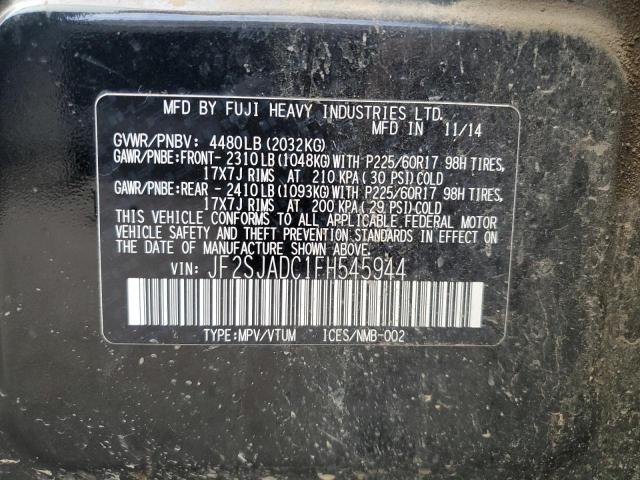 MFD BY FUJI HEAVY INDUSTRIES LTD.
MFD IN 11/14
GVWR/PNBV: 4480LB(2032KG)
GAWR/PNBE:FRONT-2310LB(1048KG)WITH P225/60R17 98H TIRES,
17X7J RIMS AT 210 KPA(30 PSI)COLD
GAWR/PNBE:REAR -2410LB(1093KG)WITH P225/60R17 98H TIRES,
17X7J RIMS AT 200 KPA(29 PSI)COLD
THIS VEHICLE CONFORMS TO ALL APPLICABLE FEDERAL MOTOR
VEHICLE SAFETY AND THEFT PREVENTION STANDARDS IN EFFECT ON
THE DATE OF MANUFACTURE SHOWN ABOVE.
VIN: JF2SJADC1FH545944
TYPE:MPV/VTUM ICES/NMB-002